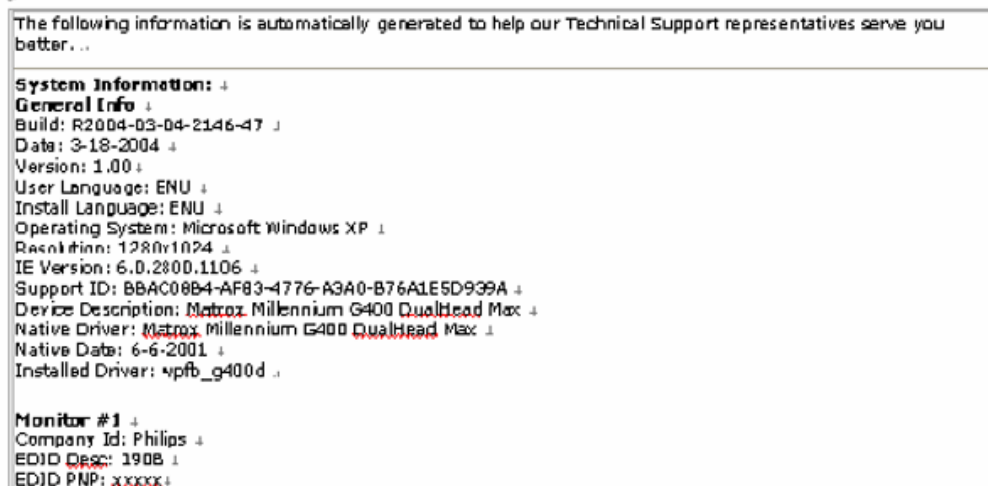 The following information is automatically generated to help our Technical Support representatives serve you
better...
System Information:
General Info
Build: R2004-03-04-2146-47
Date: 3-18-2004
Version: 1.00
User Language: ENU
Install Language: ENU
Operating System: Microsoft Windows XP
Resolution: 1280x1024
IE Version: 6.0.2800.1106
Support ID: BBAC08B4-AF83-4776-A3A0-B76A1E5D939A
Device Description: Matrox Millennium G400 DualHead Max
Native Driver: Matrox Millennium G400 DualHead Max
Native Date: 6-6-2001
Installed Driver: vpfb_g400d
Monitor #1
Company Id: Philips
EDID Desc: 190B
EDID PNP: xxxxx